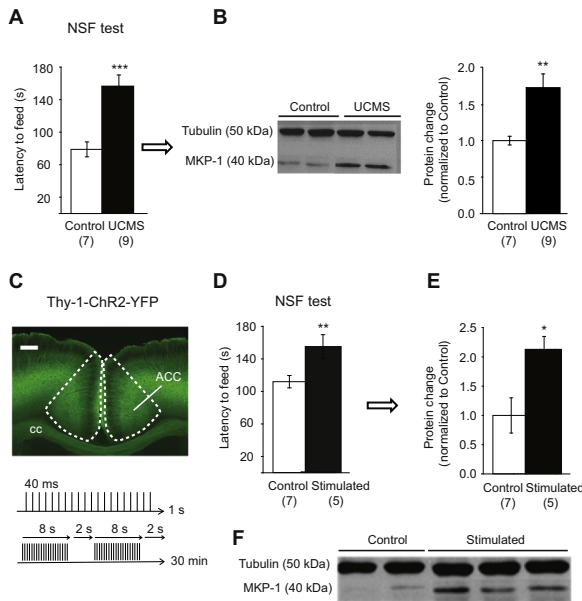 A
NSF test
Latency to feed (s)
180
140
100
60
20
0
***
Control UCMS
(7) (9)
B
Control UCMS
Tubulin (50 kDa)
MKP-1 (40 kDa)
Protein change
(normalized to Control)
2.0
1.5
1.0
0.5
0.0
**
Control UCMS
(7) (9)
C
Thy-1-ChR2-YFP
ACC
cc
40 ms
1 s
8 s 2 s 8 s 2 s
30 min
D
NSF test
Latency to feed (s)
180
140
100
60
20
0
**
Control Stimulated
(7) (5)
E
Protein change
(normalized to Control)
2.5
2.0
1.5
1.0
0.5
0.0
*
Control Stimulated
(7) (5)
F
Control Stimulated
Tubulin (50 kDa)
MKP-1 (40 kDa)